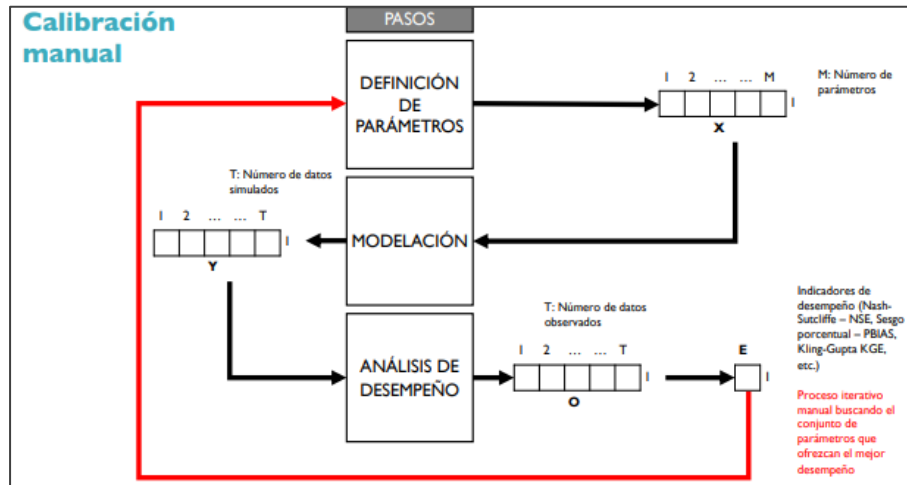 Calibración
manual
PASOS
DEFINICIÓN
DE
PARÁMETROS
1 2 ... ... M
1
X
M: Número de
parámetros
T: Número de datos
simulados
1 2 ... ... T
1
Y
MODELACIÓN
T: Número de datos
observados
ANÁLISIS DE
DESEMPEÑO
1 2 ... ... T
1
O
E
1
Indicadores de
desempeño (Nash-
Sutcliffe – NSE, Sesgo
porcentual – PBIAS,
Kling-Gupta KGE,
etc.)
Proceso iterativo
manual buscando el
conjunto de
parámetros que
ofrezcan el mejor
desempeño